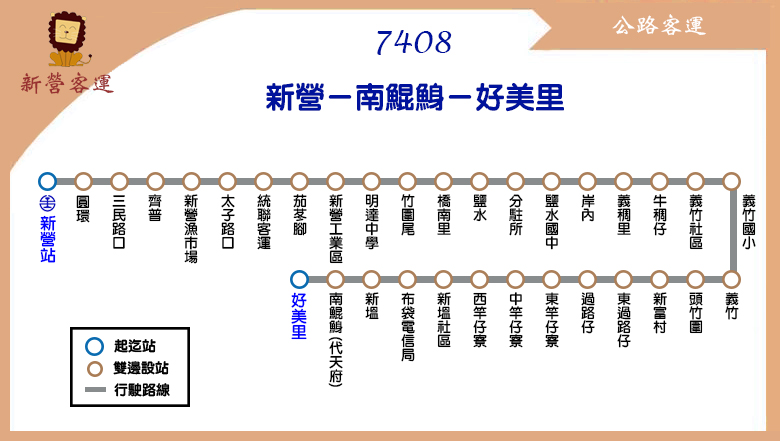 公路客運
7408
新營客運
新營－南鯤鯓－好美里
主 新營站
圓環
三民路口
齊普
新營漁市場
太子路口
統聯客運
茄苳腳
新營工業區
明達中學
竹圍尾
橋南里
鹽水
分駐所
鹽水國中
岸內
義稠里
牛稠仔
義竹社區
義竹國小
好美里
南鯤鯓(代天府)
新塭
布袋電信局
新塭社區
西竿仔寮
中竿仔寮
東竿仔寮
過路仔
東過路仔
新富村
頭竹圍
義竹
起迄站
雙邊設站
行駛路線